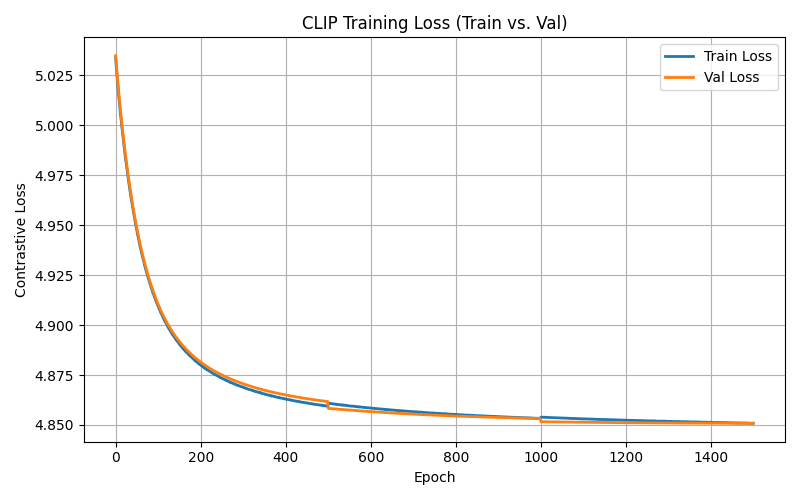 CLIP Training Loss (Train vs. Val)
Train Loss
Val Loss
5.025
5.000
4.975
4.950
4.925
4.900
4.875
4.850
Contrastive Loss
0 200 400 600 800 1000 1200 1400
Epoch